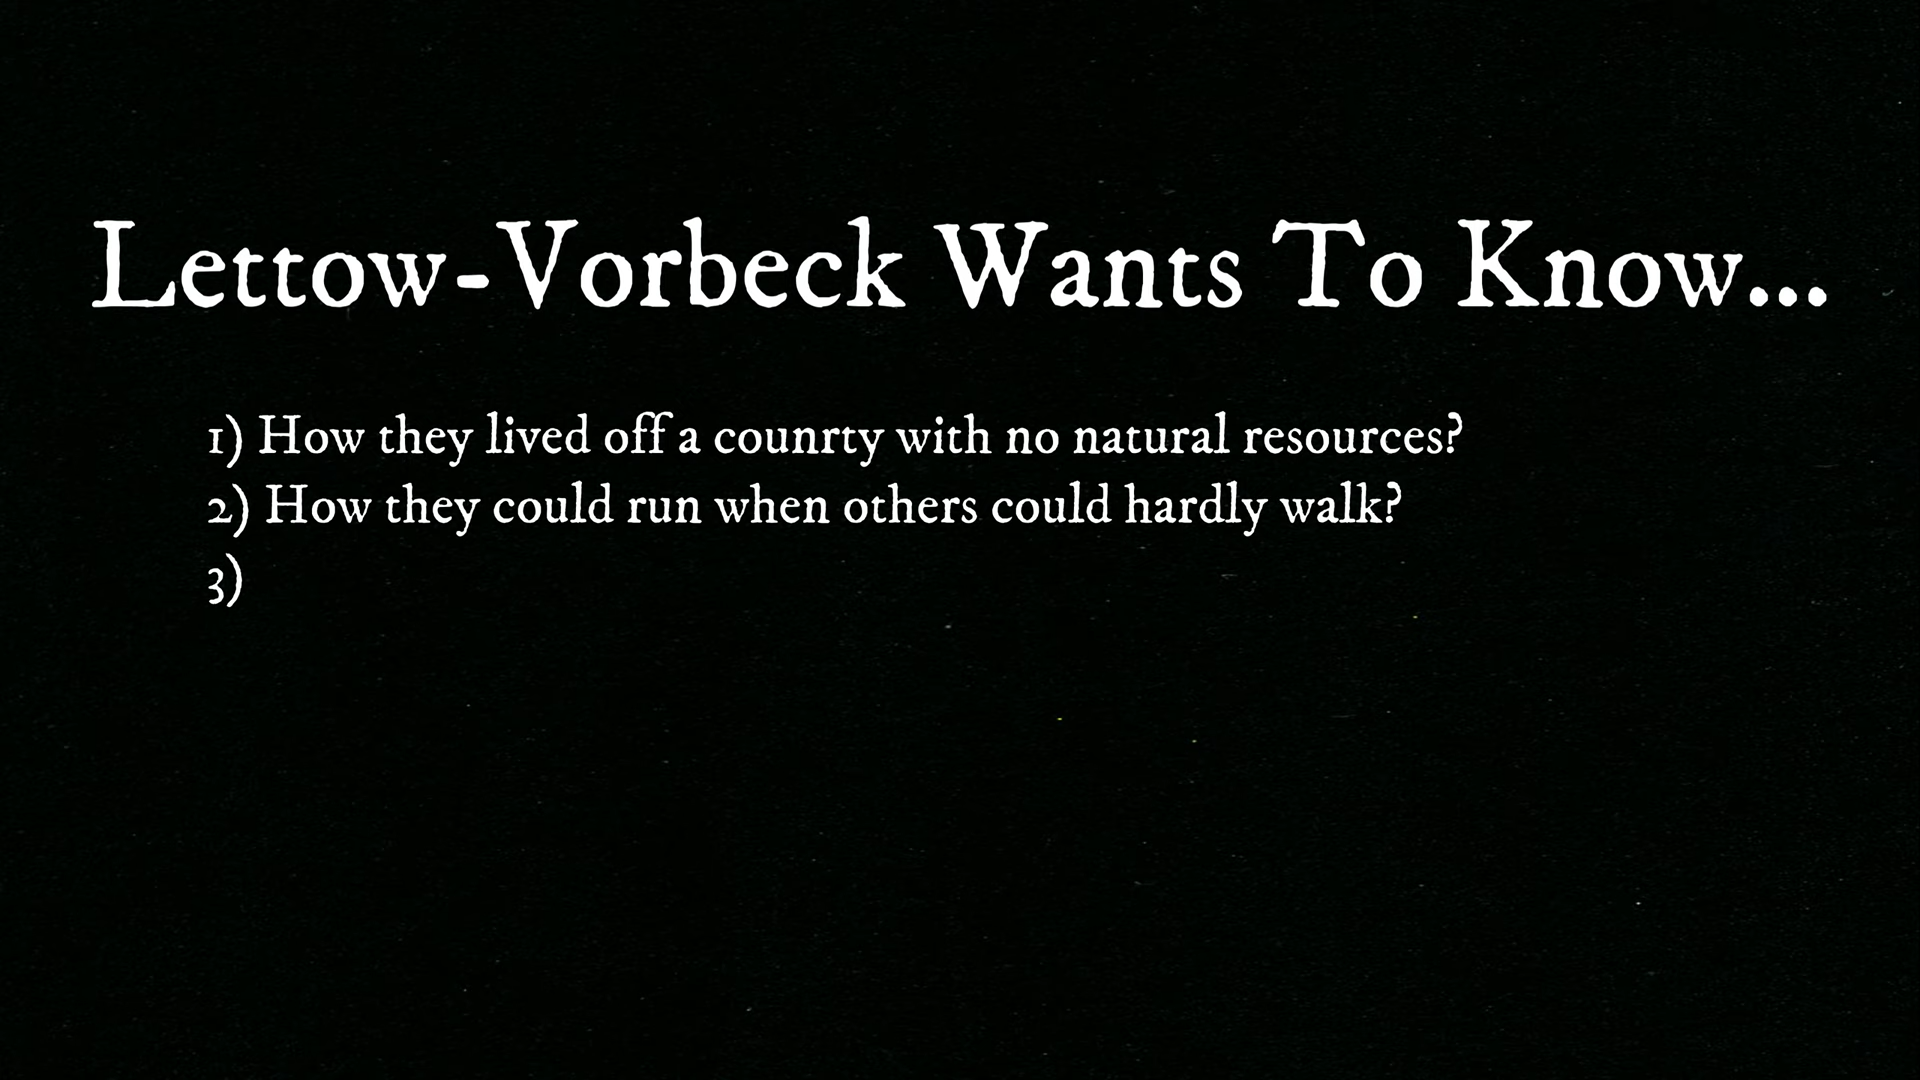 Lettow-Vorbeck Wants To Know...
1) How they lived off a counrty with no natural resources?
2) How they could run when others could hardly walk?
3)